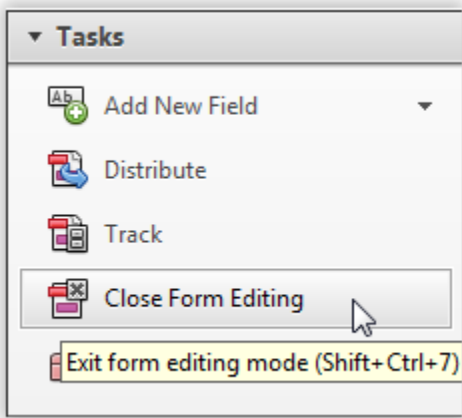 Tasks
Add New Field
Distribute
Track
Close Form Editing
Exit form editing mode (Shift+Ctrl+7)